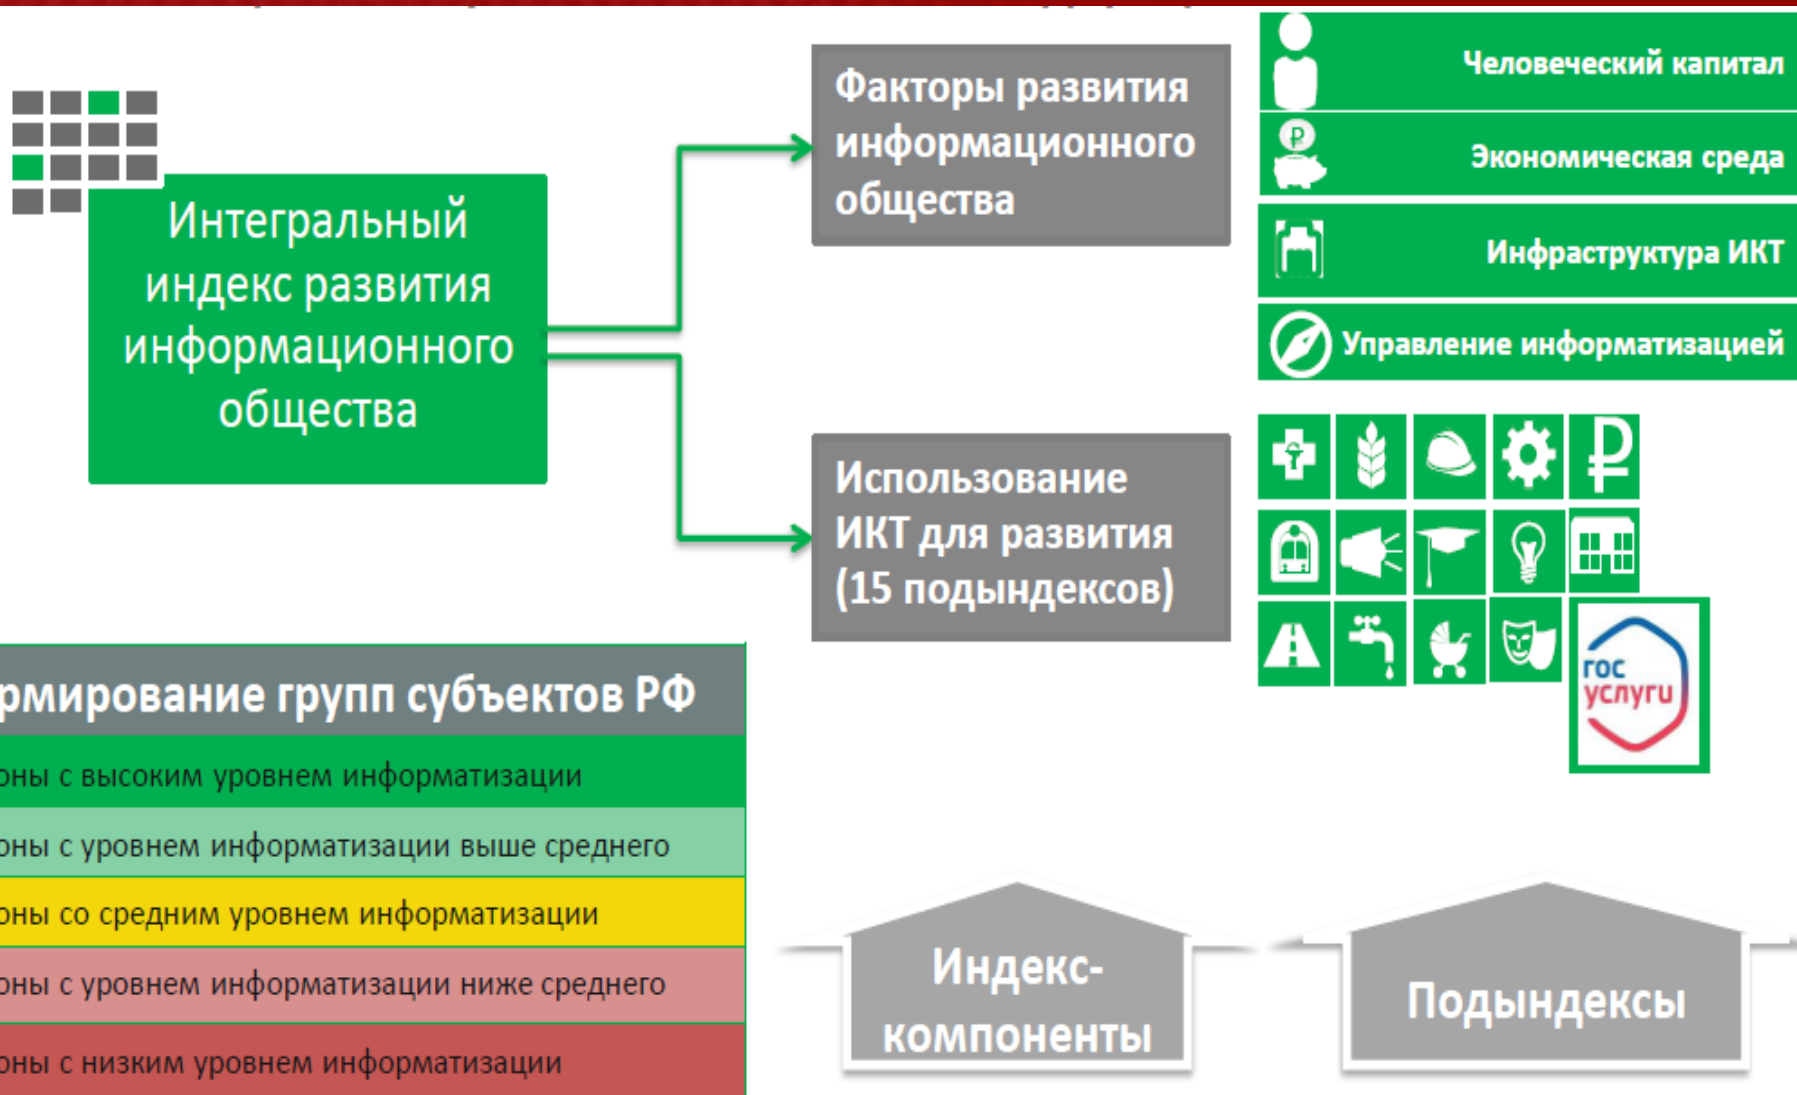 Интегральный
индекс развития
информационного
общества
Факторы развития
информационного
общества
Использование
ИКТ для развития
(15 подындексов)
Человеческий капитал
Экономическая среда
Инфраструктура ИКТ
Управление информатизацией
гос
услуги
рмирование групп субъектов РФ
оны с высоким уровнем информатизации
оны с уровнем информатизации выше среднего
оны со средним уровнем информатизации
оны с уровнем информатизации ниже среднего
оны с низким уровнем информатизации
Индекс-
компоненты
Подындексы